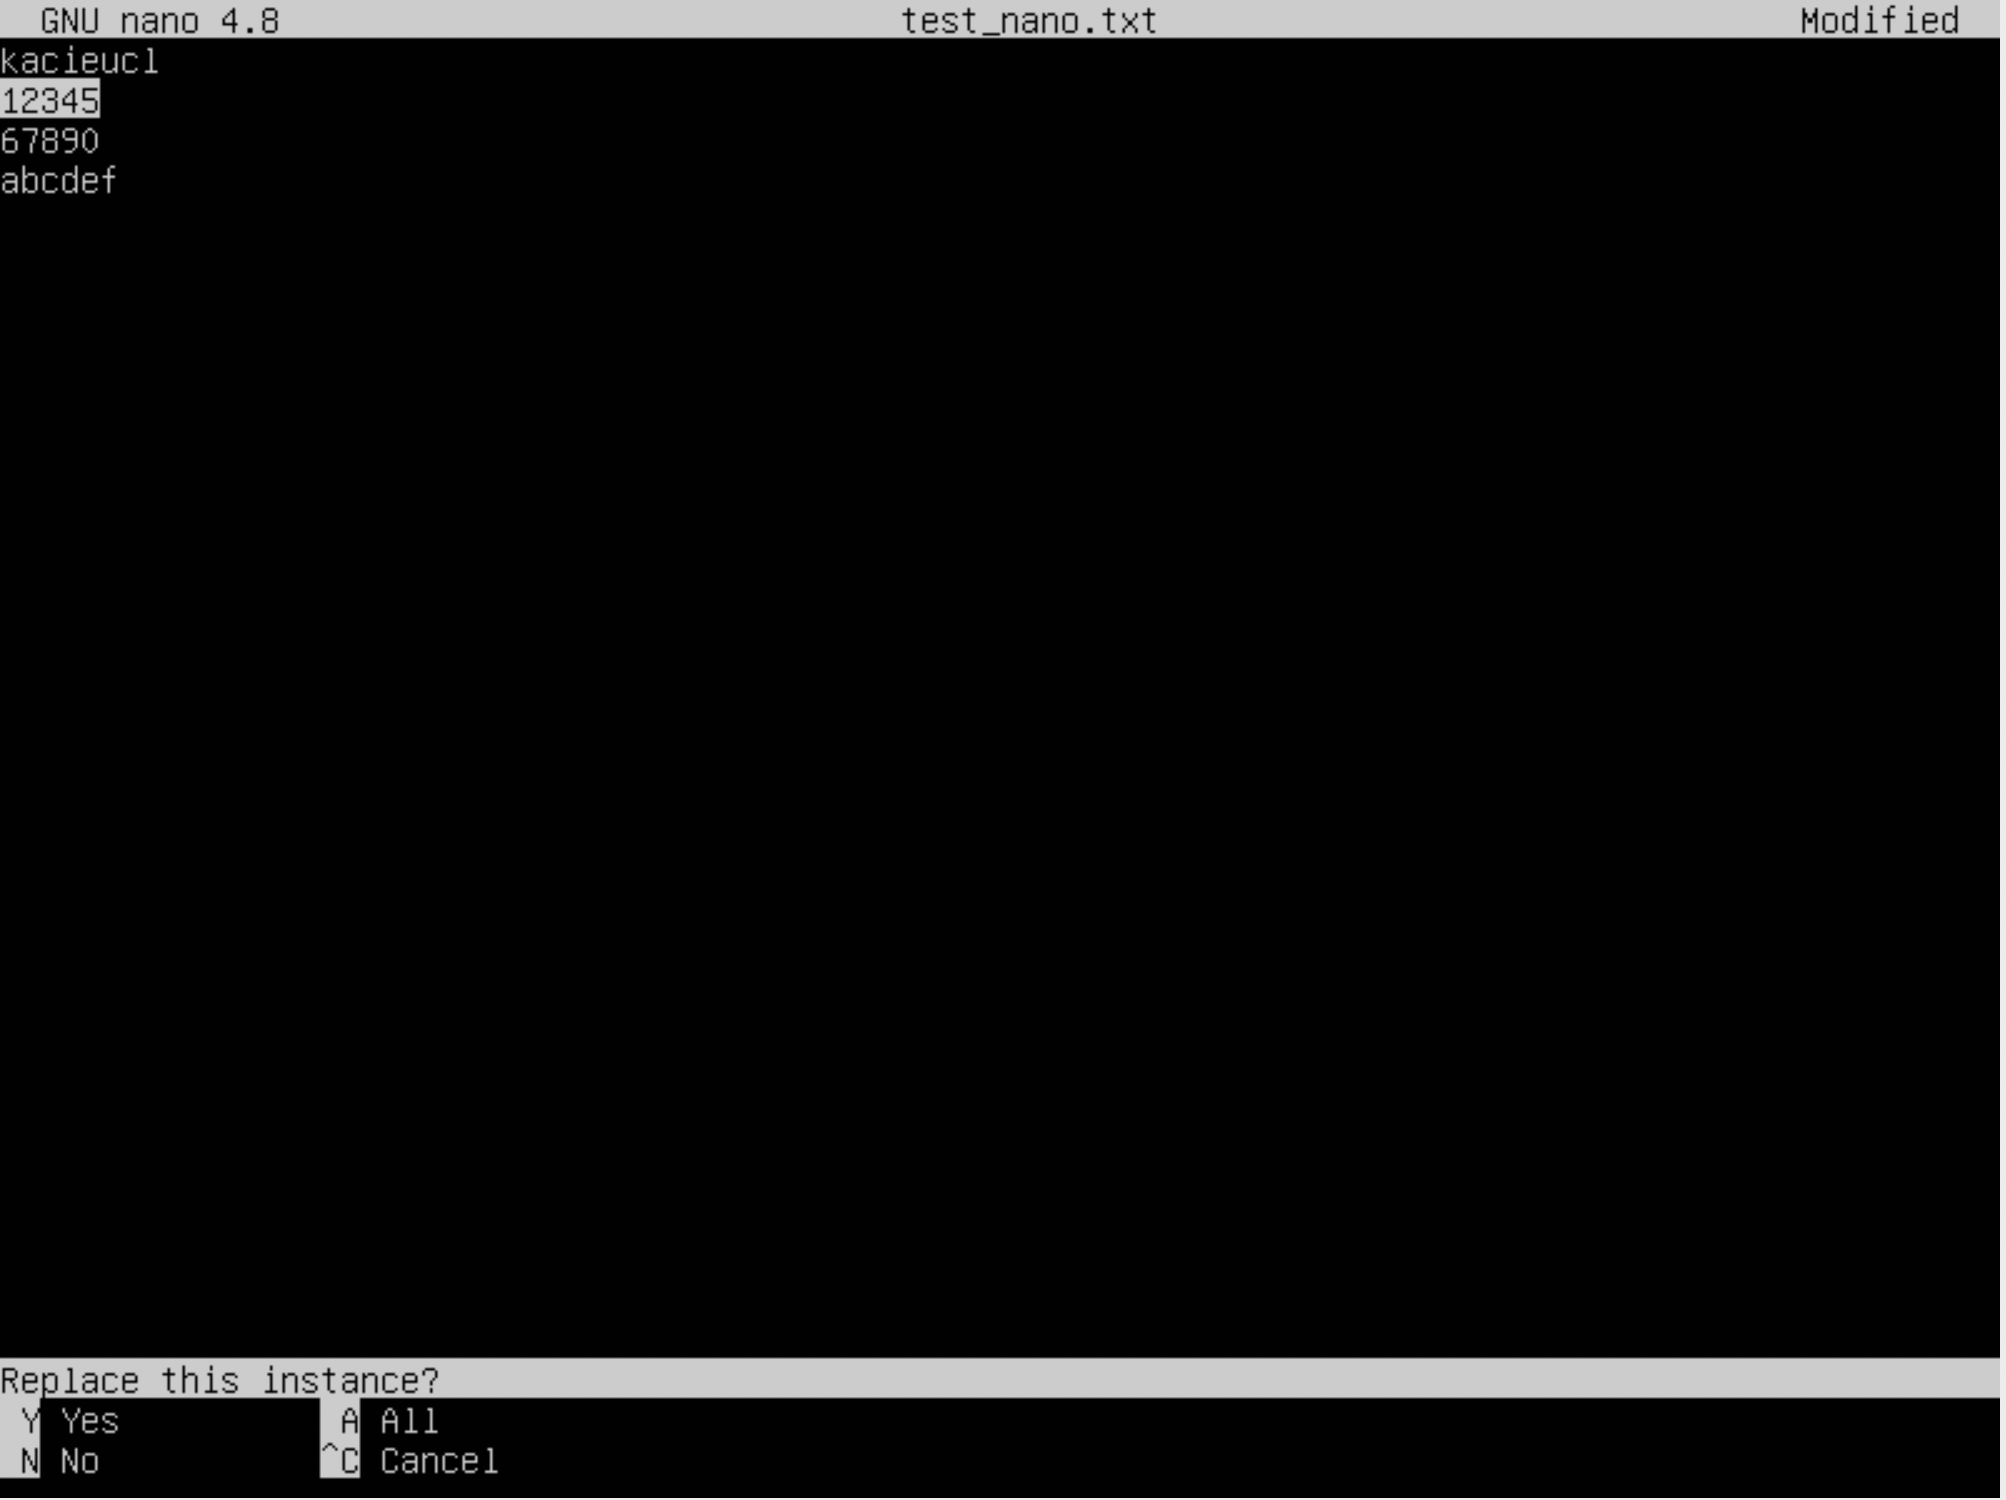 GNU nano 4.8 test_nano.txt Modified
kacieucl
12345
67890
abcdef
Replace this instance?
Y Yes A All
N No ^C Cancel